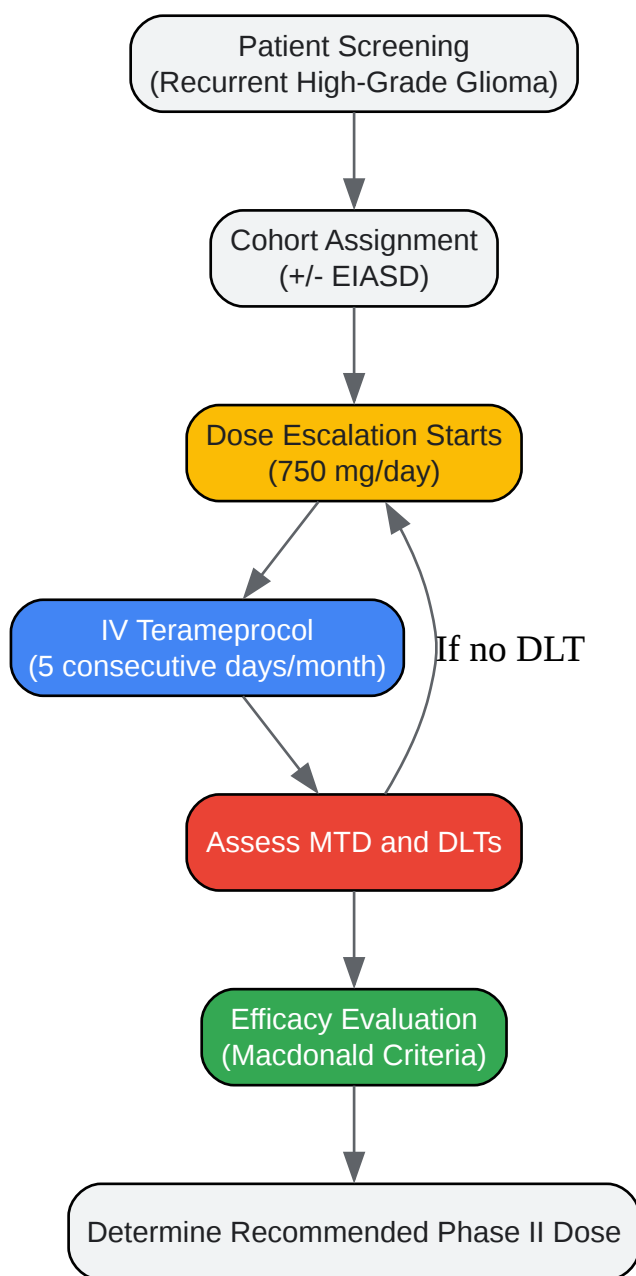 Patient Screening
(Recurrent High-Grade Glioma)
Cohort Assignment
(+/- EIASD)
Dose Escalation Starts
(750 mg/day)
IV Terameprocol
(5 consecutive days/month)
If no DLT
Assess MTD and DLTs
Efficacy Evaluation
(Macdonald Criteria)
Determine Recommended Phase II Dose